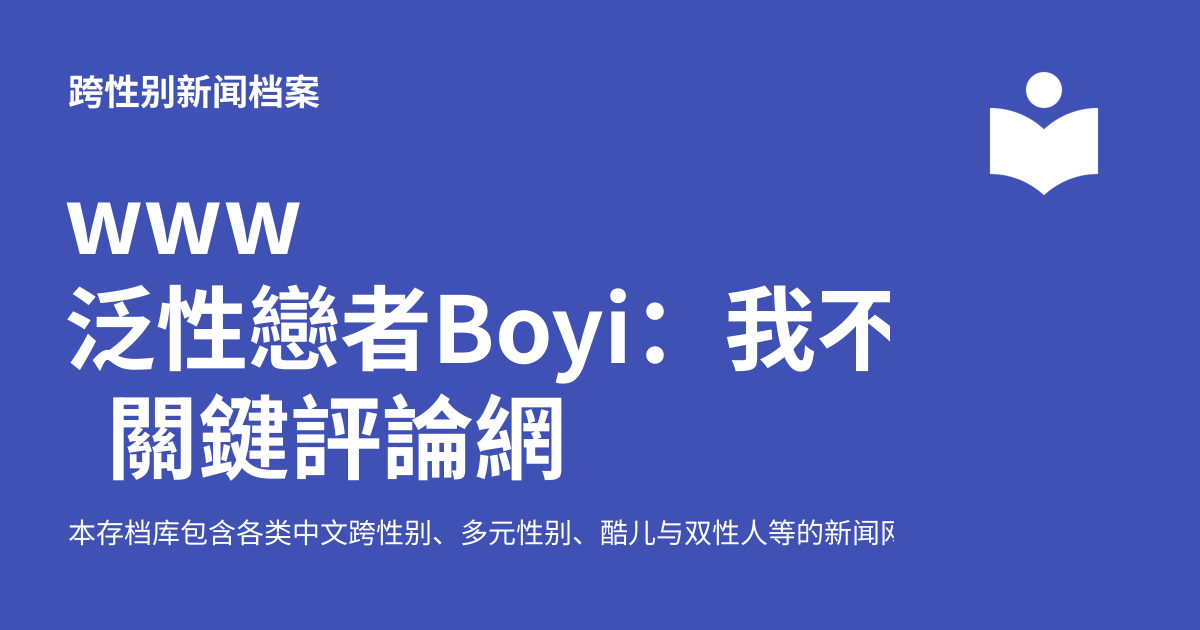 跨性别新闻档案
www
泛性戀者Boyi：我不
關鍵評論網
本存档库包含各类中文跨性别、多元性别、酷儿与双性人等的新闻